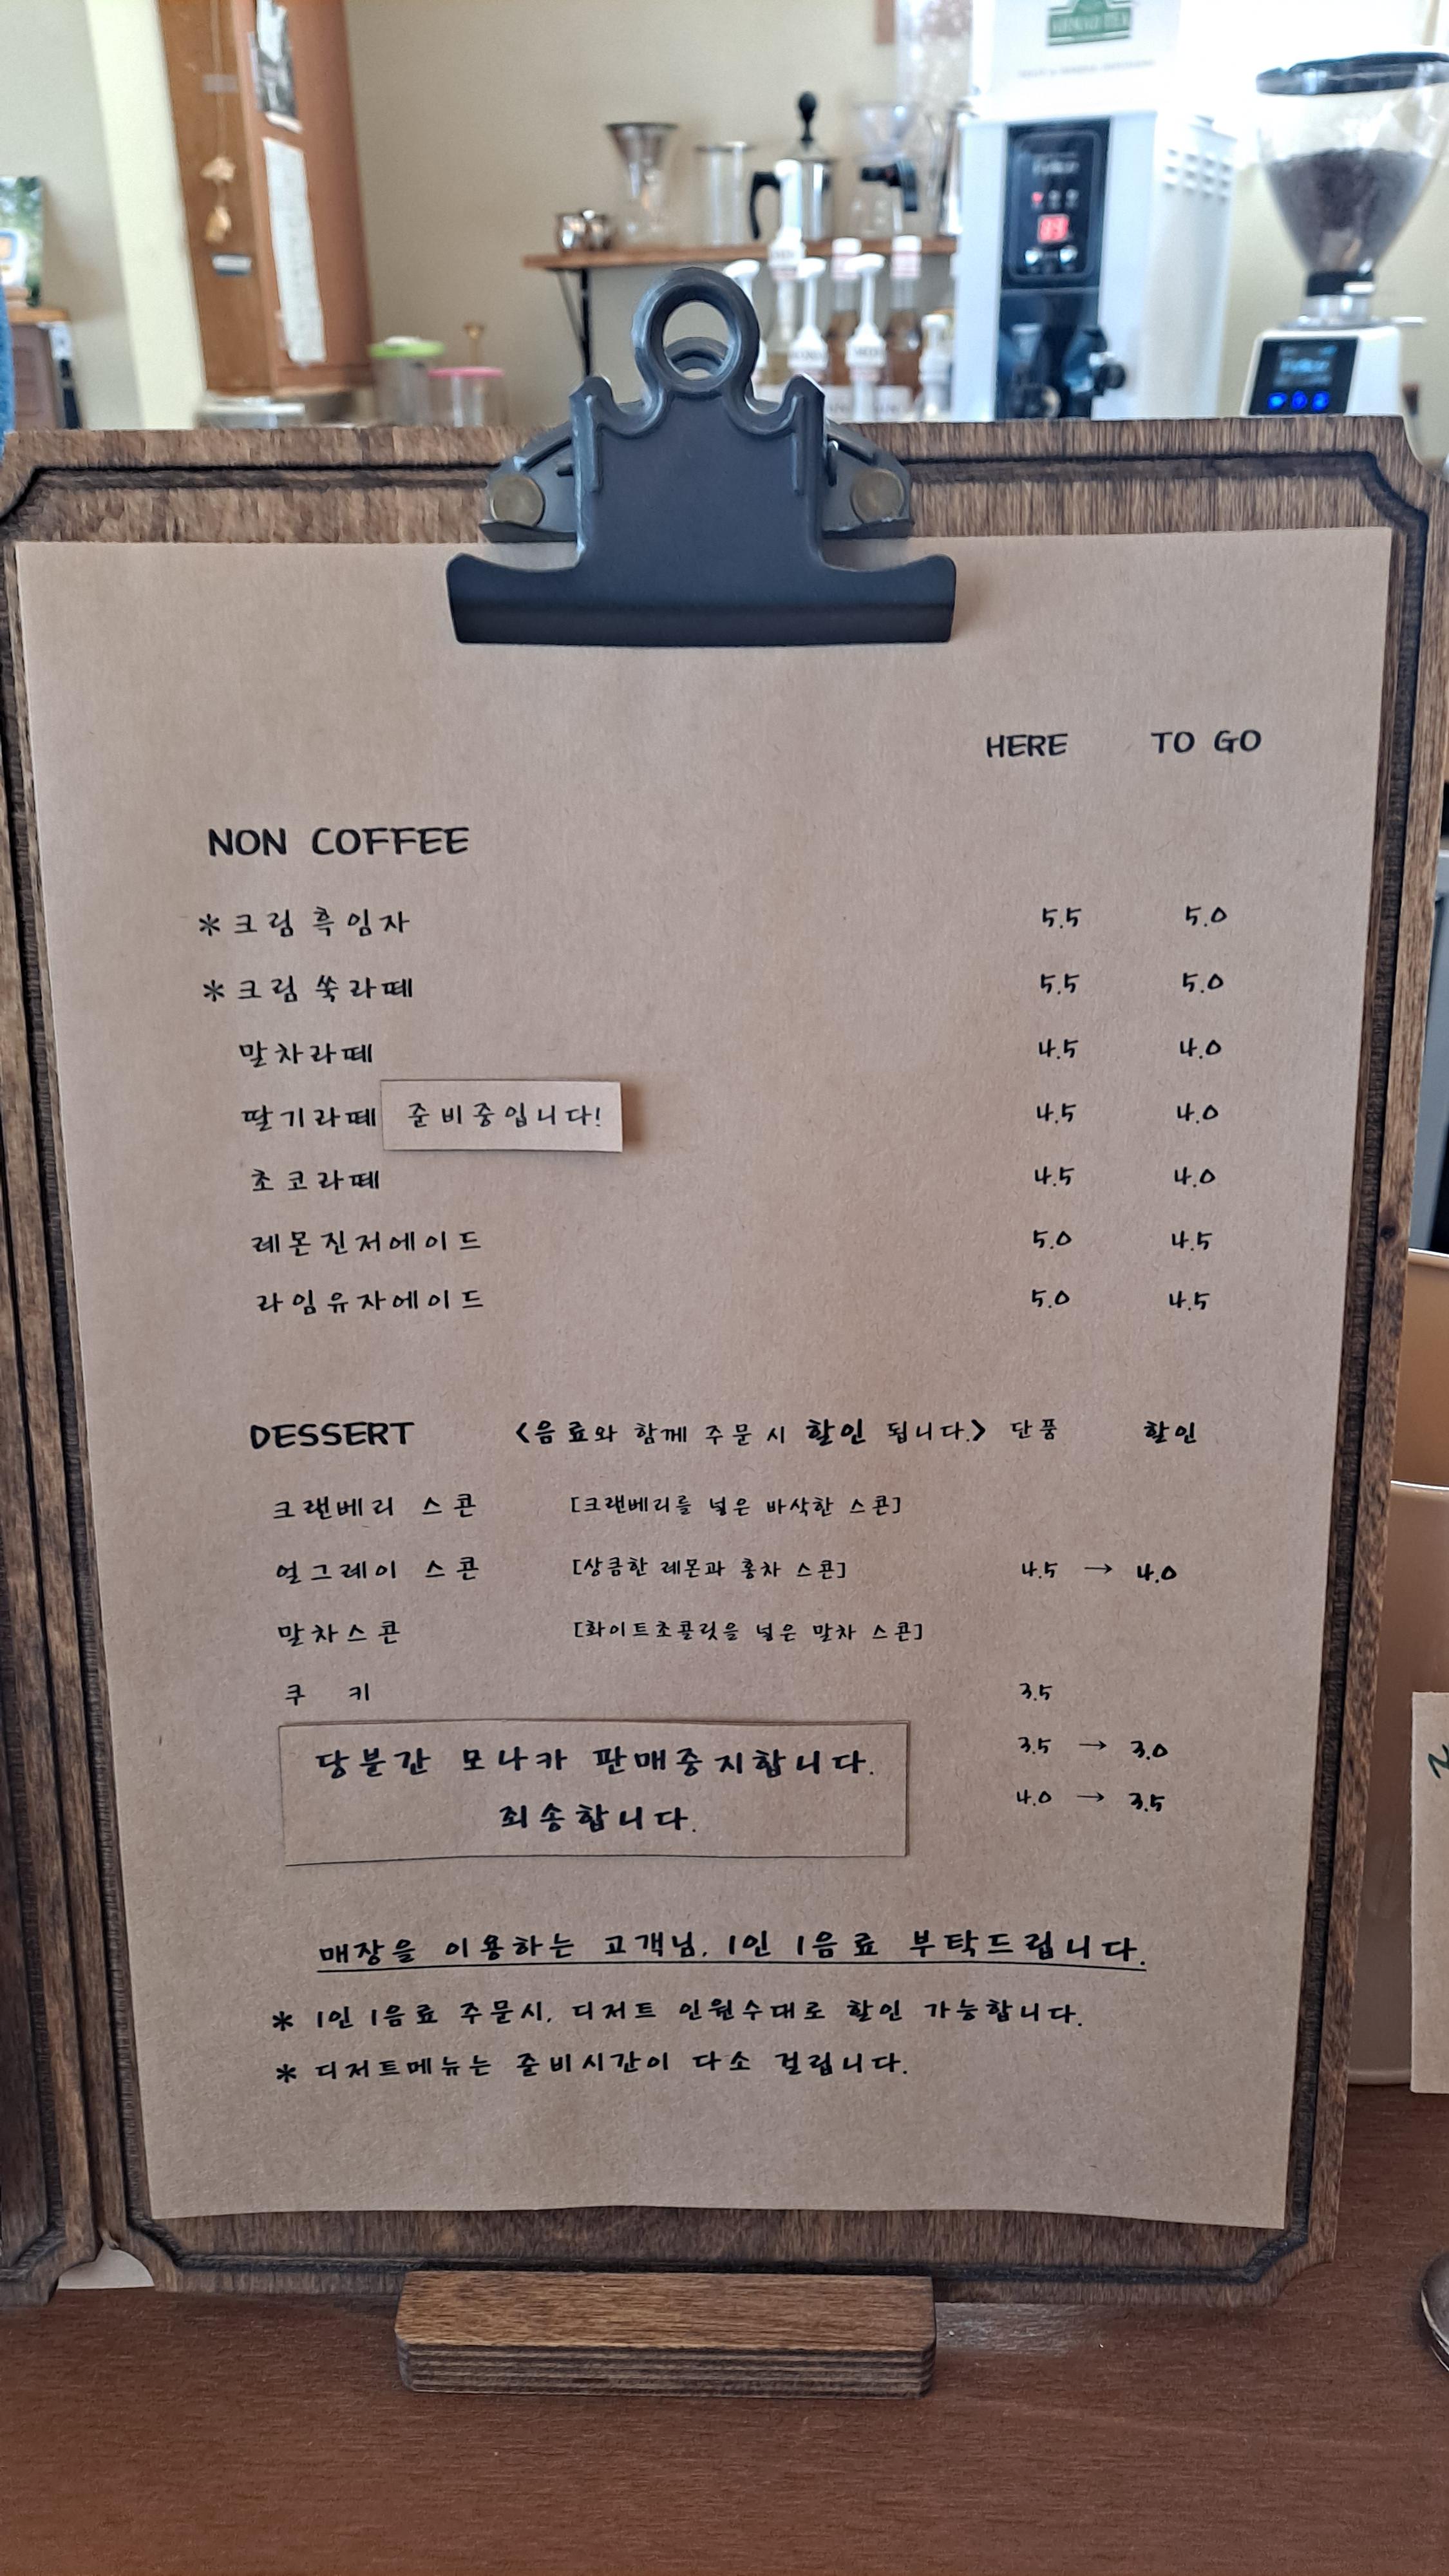 AHMAD TEA
HERE TO GO
NON COFFEE
* 크림 흑임자 5.5 5.0
* 크림 쑥라떼 5.5 5.0
말차라떼 4.5 4.0
딸기라떼 준비중입니다! 4.5 4.0
초코라떼 4.5 4.0
레몬진저에이드 5.0 4.5
라임유자에이드 5.0 4.5
DESSERT <음료와 함께 주문 시 할인 됩니다.> 단품 할인
크랜베리 스콘 [크랜베리를 넣은 바삭한 스콘]
얼그레이 스콘 [상큼한 레몬과 홍차 스콘] 4.5 → 4.0
말차스콘 [화이트초콜릿을 넣은 말차 스콘]
쿠 키 3.5
당분간 모나카 판매중지합니다. 3.5 → 3.0
죄송합니다. 4.0 → 3.5
매장을 이용하는 고객님, 1인 1음료 부탁드립니다.
* 1인 1음료 주문시, 디저트 인원수대로 할인 가능합니다.
* 디저트메뉴는 준비시간이 다소 걸립니다.